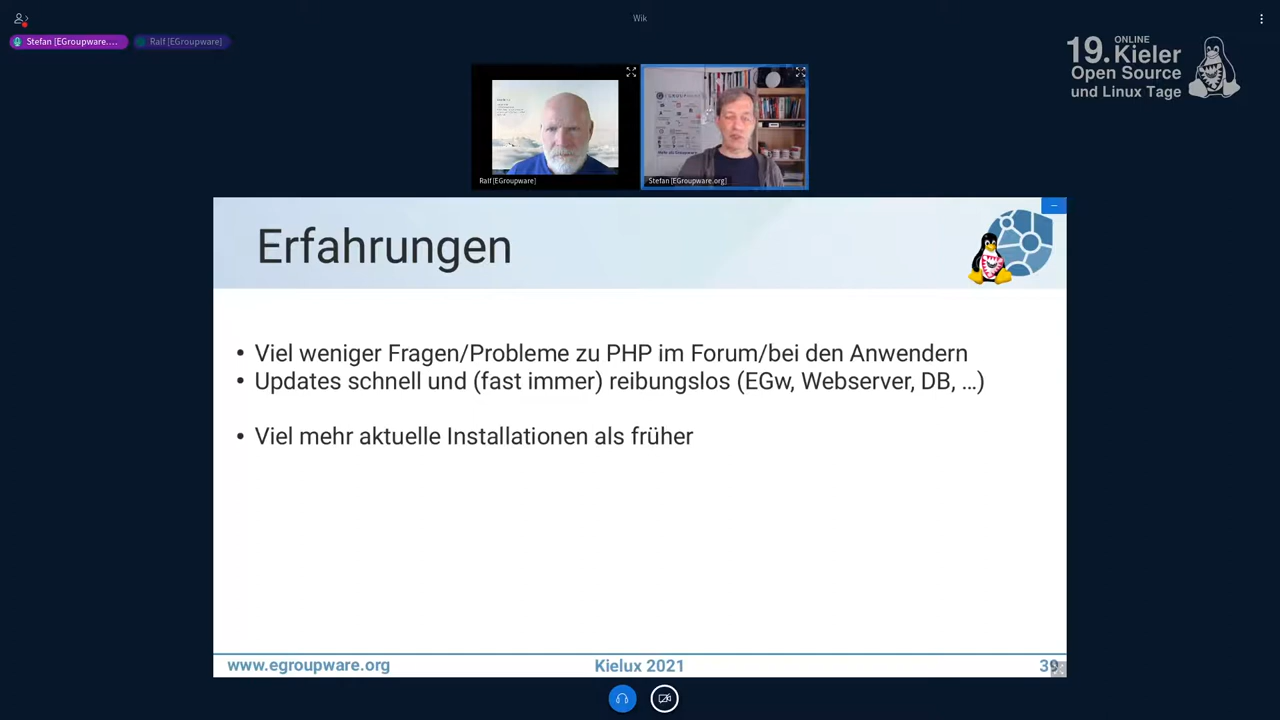 Wik
Stefan [EGroupware....
Ralf [EGroupware]
19. ONLINE Kieler
Open Source
und Linux Tage
Ralf [EGroupware]
Stefan [EGroupware.org]
Erfahrungen
• Viel weniger Fragen/Probleme zu PHP im Forum/bei den Anwendern
• Updates schnell und (fast immer) reibungslos (EGw, Webserver, DB, ...)
• Viel mehr aktuelle Installationen als früher
www.egroupware.org
Kielux 2021
39